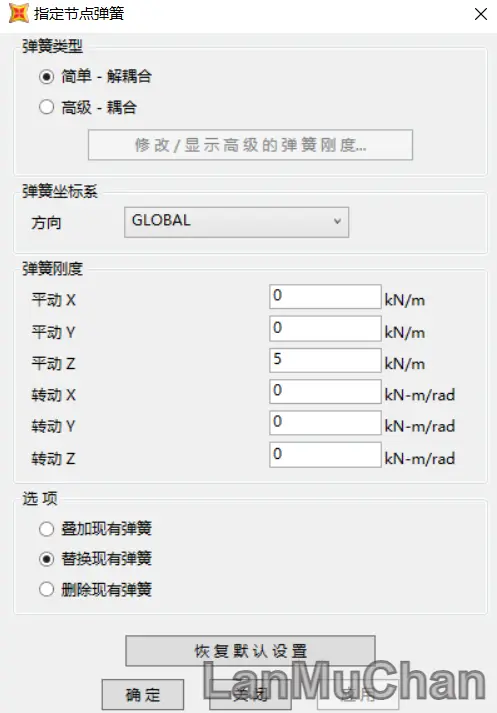 指定节点弹簧
弹簧类型
简单 - 解耦合
高级 - 耦合
修改/显示高级的弹簧刚度...
弹簧坐标系
方向 GLOBAL
弹簧刚度
平动 X 0 kN/m
平动 Y 0 kN/m
平动 Z 5 kN/m
转动 X 0 kN-m/rad
转动 Y 0 kN-m/rad
转动 Z 0 kN-m/rad
选项
叠加现有弹簧
替换现有弹簧
删除现有弹簧
恢复默认设置
确定 关闭 应用
LanMuChan